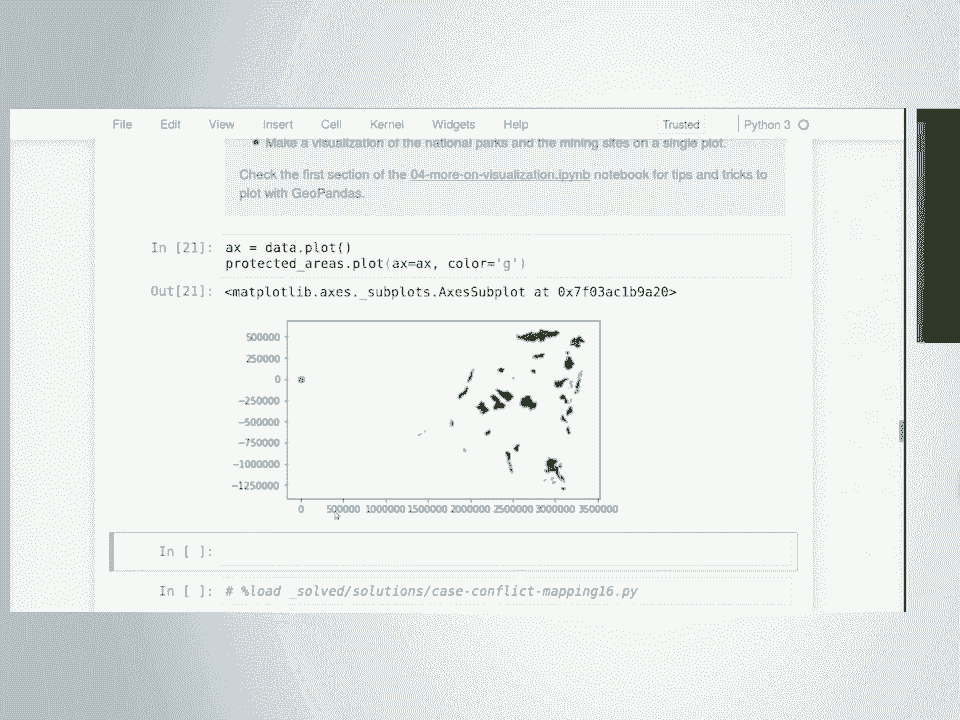 File Edit View Insert Cell Kernel Widgets Help Trusted Python 3
Make a visualization of the national parks and the mining sites on a single plot.
Check the first section of the 04-more-on-visualization.ipynb notebook for tips and tricks to
plot with GeoPandas.
In [21]: ax = data.plot()
protected_areas.plot(ax=ax, color='g')
Out[21]: <matplotlib.axes._subplots.AxesSubplot at 0x7f03ac1b9a20>
500000
250000
0
−250000
−500000
−750000
−1000000
−1250000
0 500000 1000000 1500000 2000000 2500000 3000000 3500000
In [ ]:
In [ ]: # %load _solved/solutions/case-conflict-mapping16.py